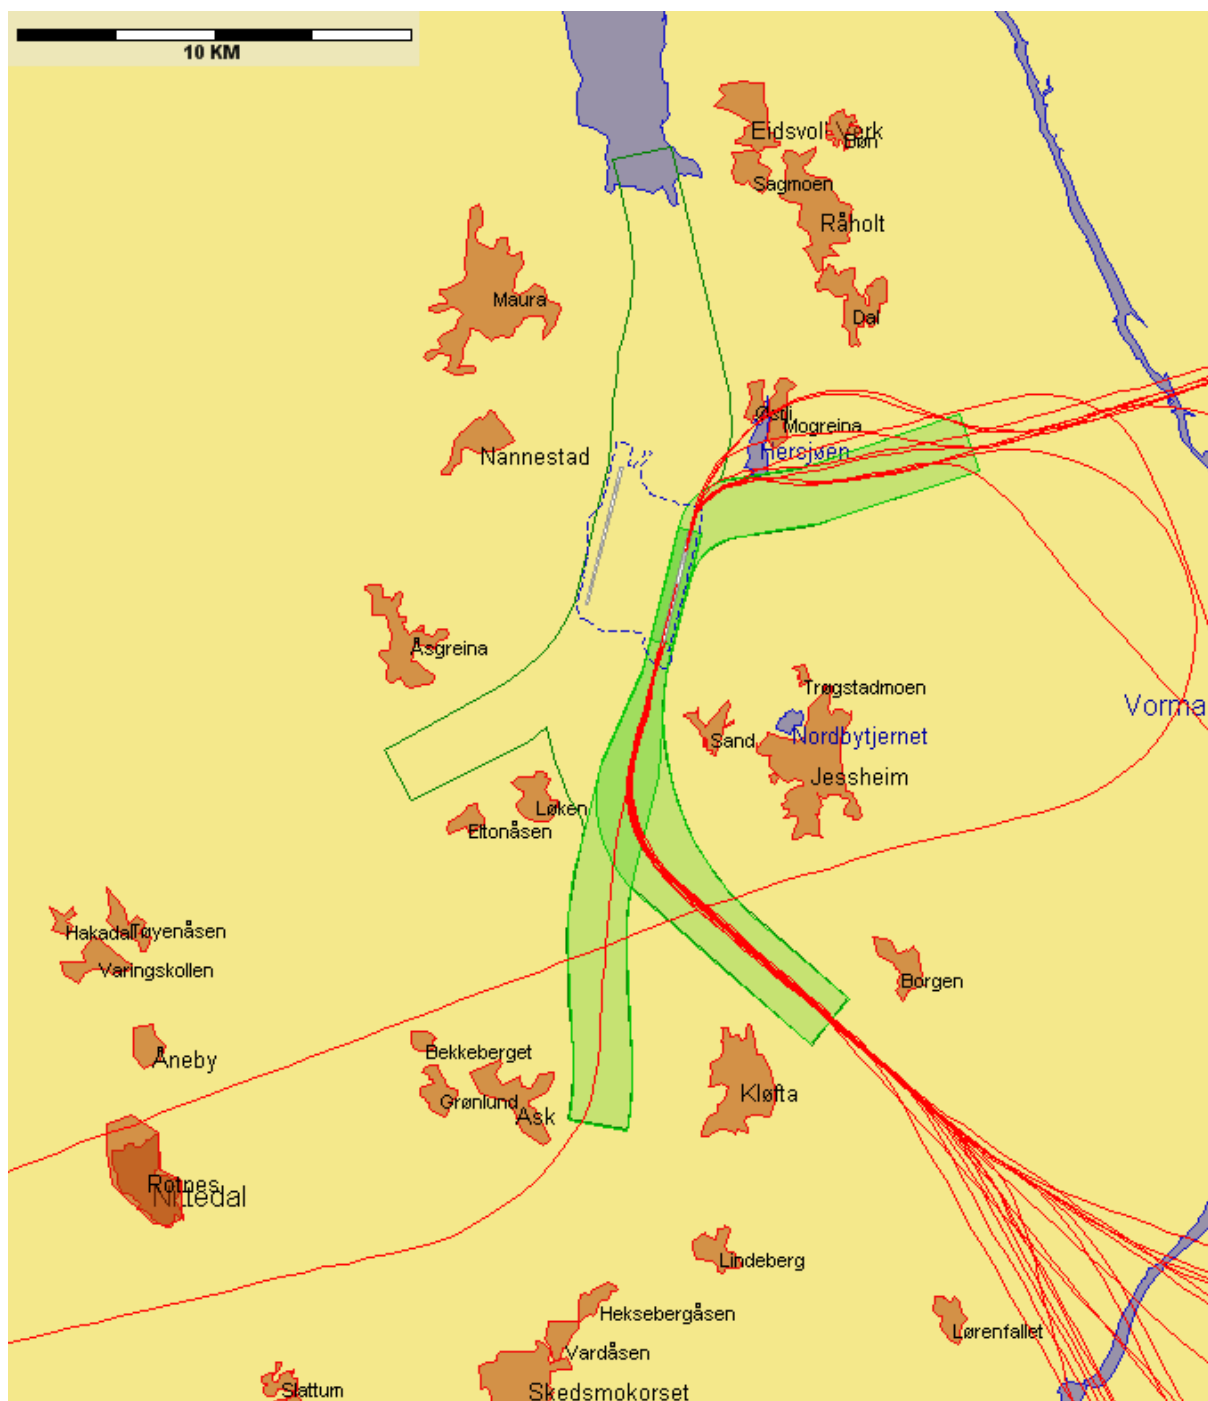 10 KM
Eidsvoll Verk
Bøn
Sagmoen
Råholt
Maura
Dal
Østli
Mogreina
Hersjøen
Nannestad
Åsgreina
Trøgstadmoen
Vorma
Sand
Nordbytjernet
Jessheim
Løken
Eltonåsen
Hakadal
Tøyenåsen
Varingskollen
Borgen
Åneby
Bekkeberget
Kløfta
Grønlund
Ask
Rotnes
Nittedal
Lindeberg
Heksebergåsen
Lørenfallet
Vardåsen
Slattum
Skedsmokorset